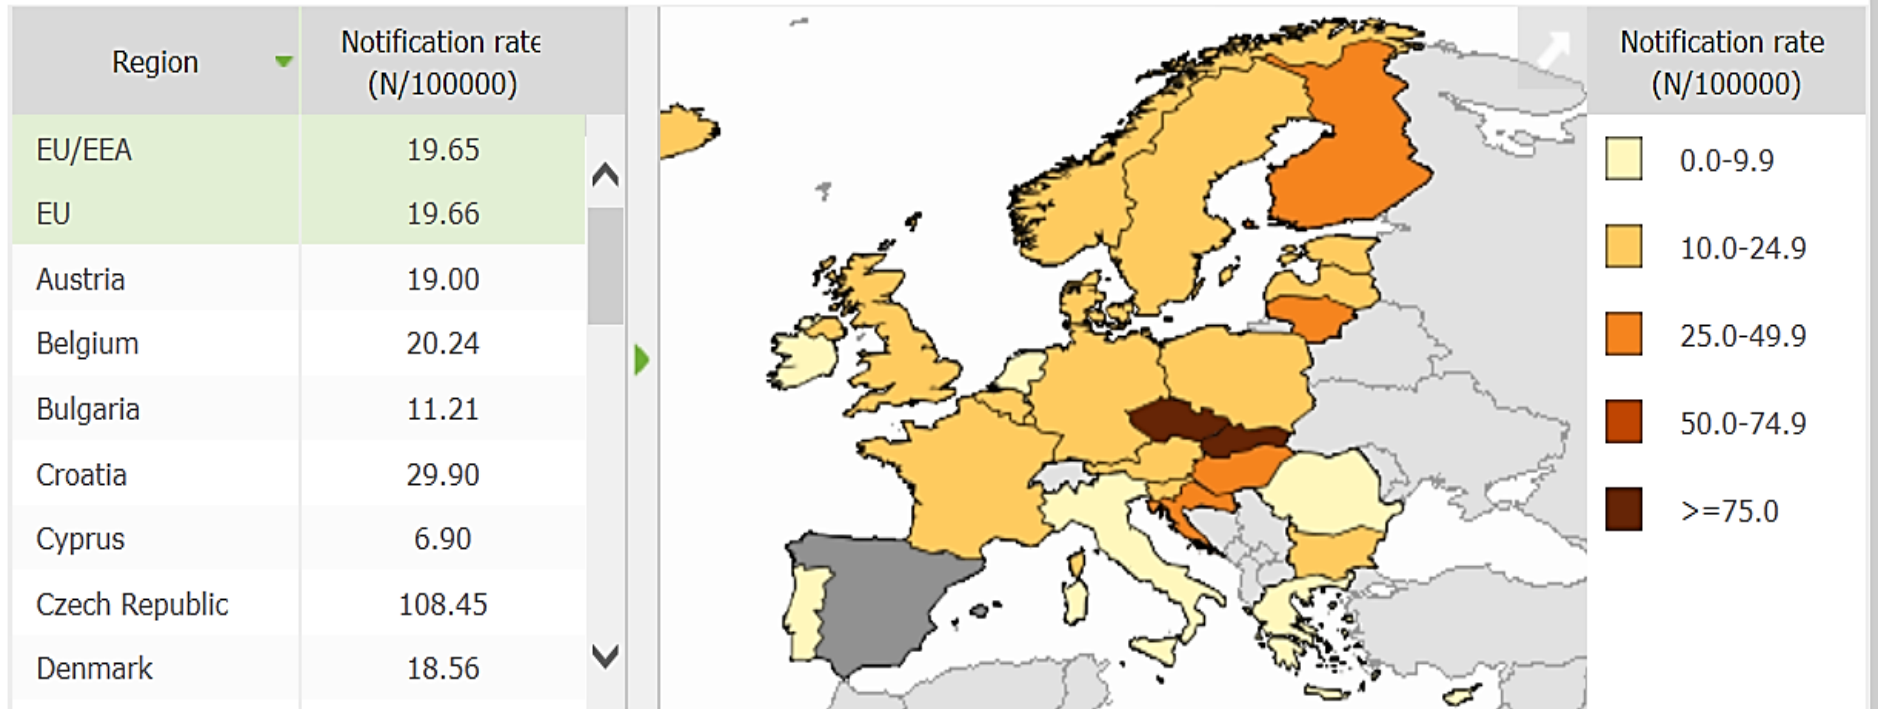 Region
Notification rate
(N/100000)
EU/EEA 19.65
EU 19.66
Austria 19.00
Belgium 20.24
Bulgaria 11.21
Croatia 29.90
Cyprus 6.90
Czech Republic 108.45
Denmark 18.56
Notification rate
(N/100000)
0.0-9.9
10.0-24.9
25.0-49.9
50.0-74.9
>=75.0